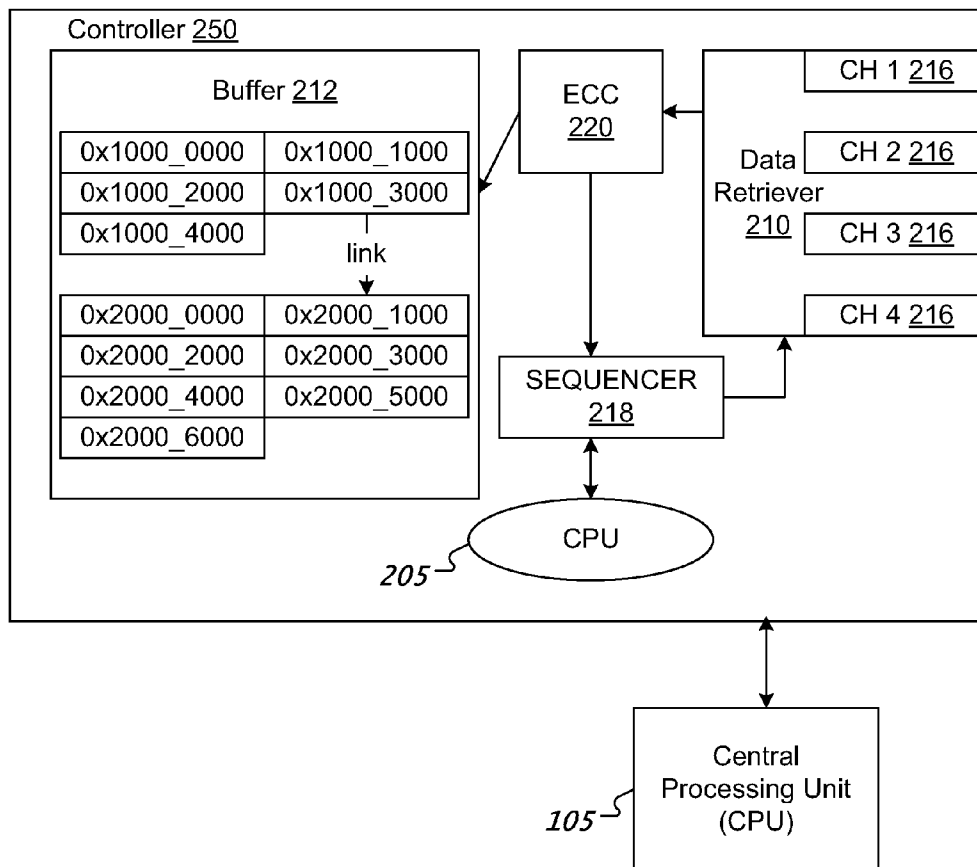 Controller 250
Buffer 212
0x1000_0000 0x1000_1000
0x1000_2000 0x1000_3000
0x1000_4000
link
0x2000_0000 0x2000_1000
0x2000_2000 0x2000_3000
0x2000_4000 0x2000_5000
0x2000_6000
ECC
220
CH 1 216
CH 2 216
Data
Retriever
210
CH 3 216
CH 4 216
SEQUENCER
218
CPU
205
Central
Processing Unit
(CPU)
105